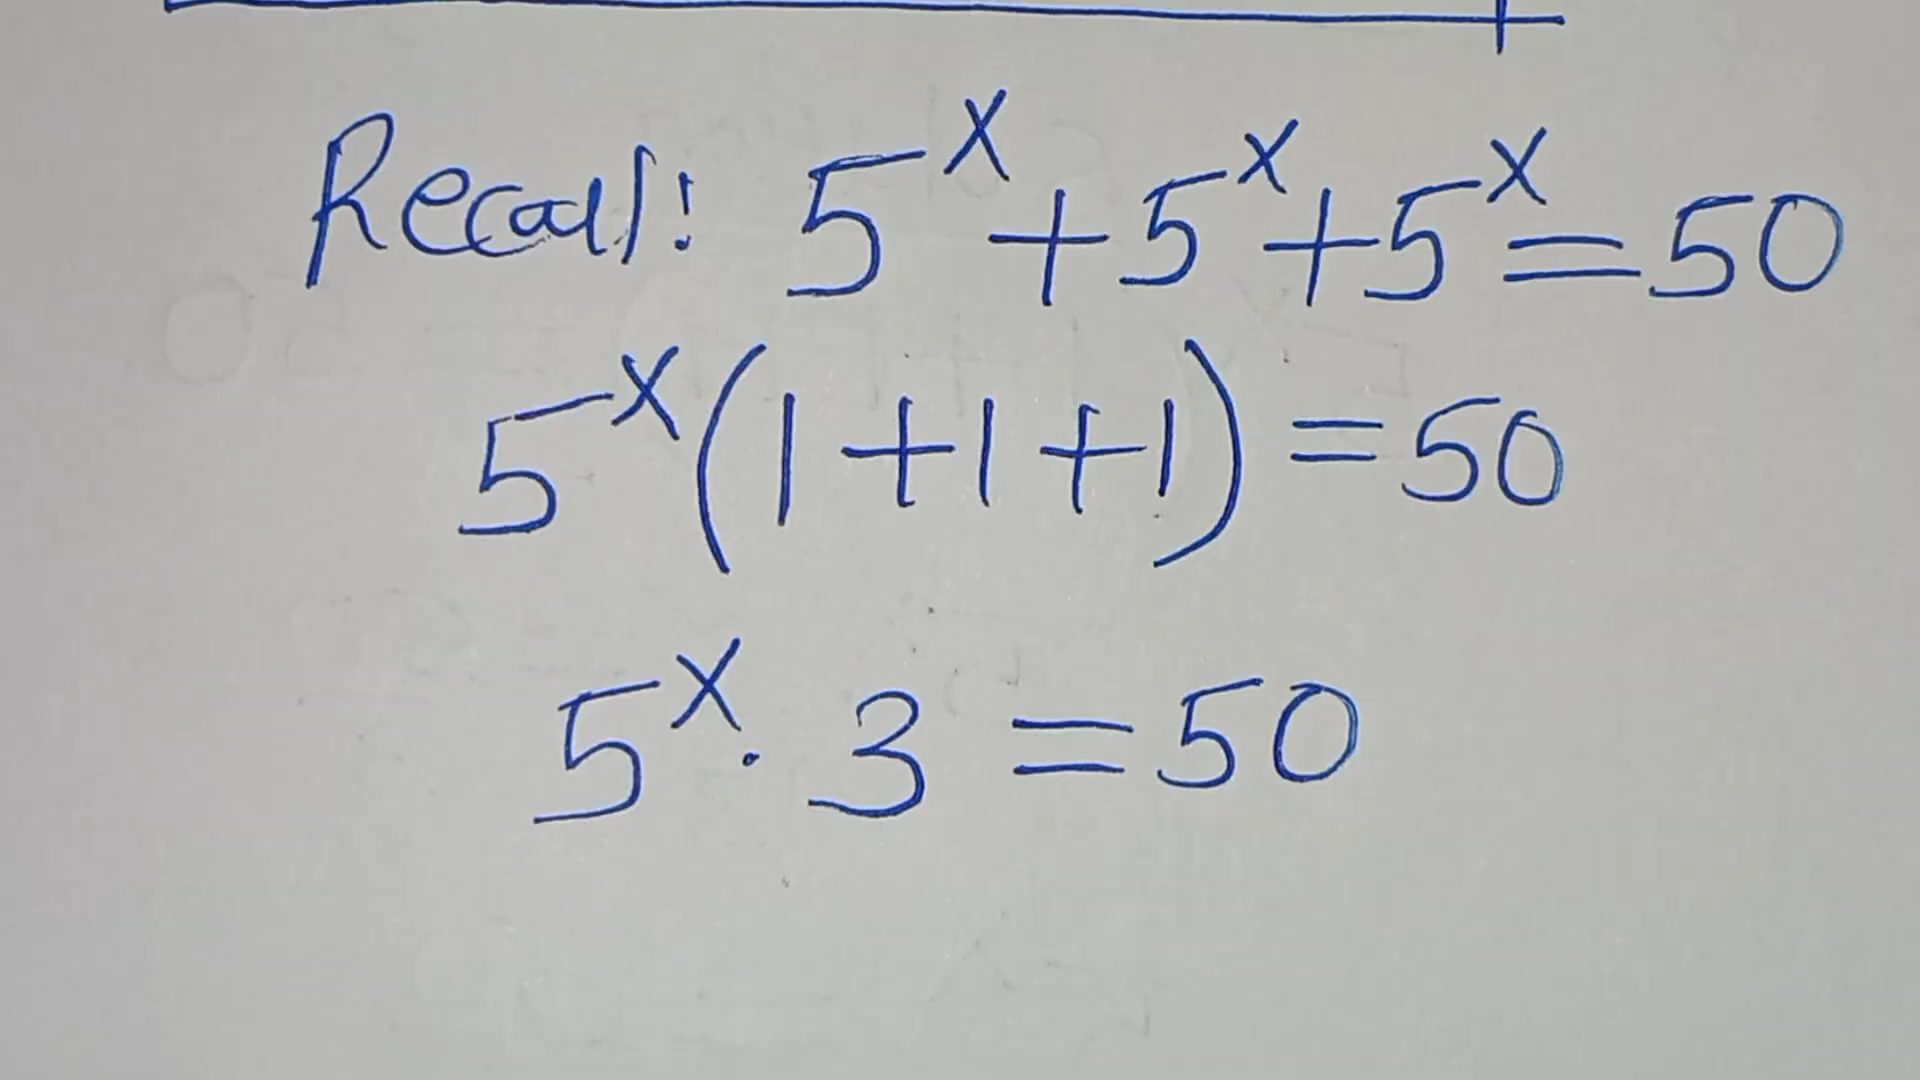 Recall: 5^x + 5^x + 5^x = 50
5^x (1 + 1 + 1) = 50
5^x · 3 = 50